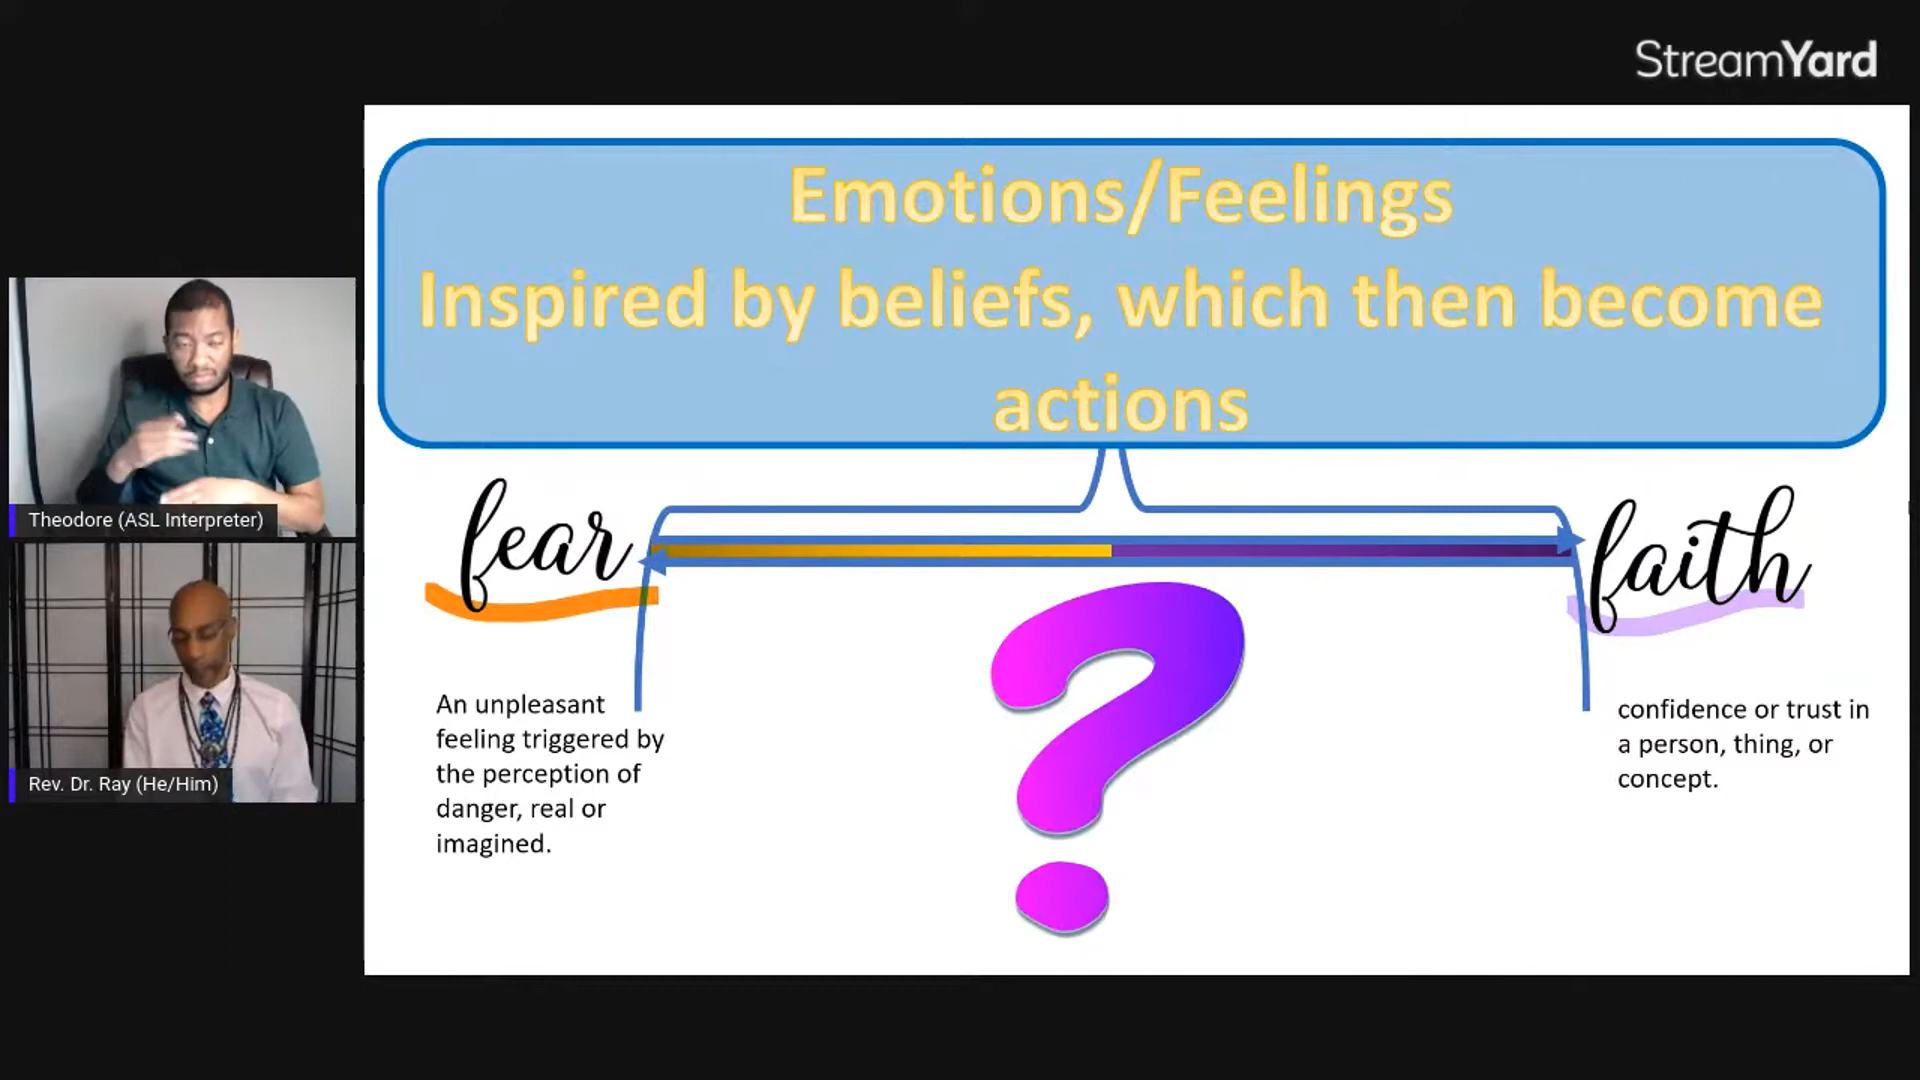 StreamYard
Emotions/Feelings
Inspired by beliefs, which then become
actions
fear
faith
An unpleasant
feeling triggered by
the perception of
danger, real or
imagined.
confidence or trust in
a person, thing, or
concept.
?
Theodore (ASL Interpreter)
Rev. Dr. Ray (He/Him)